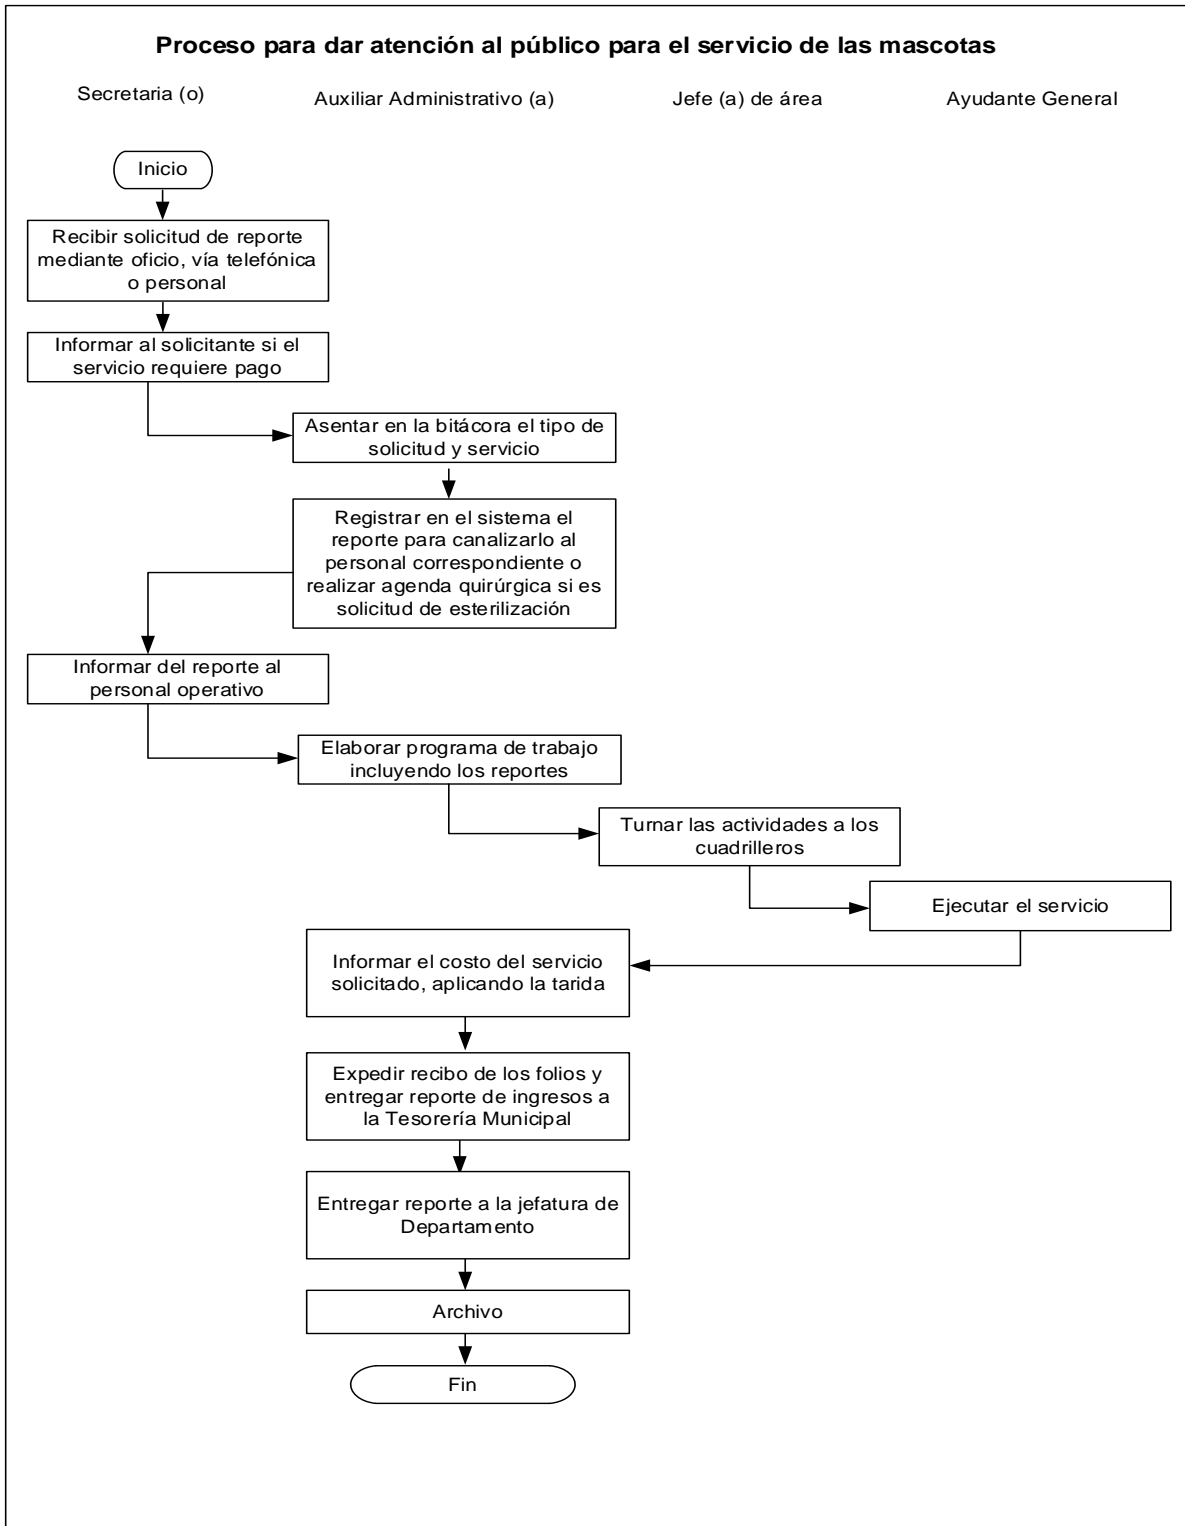 Proceso para dar atención al público para el servicio de las mascotas
Secretaria (o)
Auxiliar Administrativo (a)
Jefe (a) de área
Ayudante General
Inicio
Recibir solicitud de reporte
mediante oficio, vía telefónica
o personal
Informar al solicitante si el
servicio requiere pago
Asentar en la bitácora el tipo de
solicitud y servicio
Registrar en el sistema el
reporte para canalizarlo al
personal correspondiente o
realizar agenda quirúrgica si es
solicitud de esterilización
Informar del reporte al
personal operativo
Elaborar programa de trabajo
incluyendo los reportes
Turnar las actividades a los
cuadrilleros
Ejecutar el servicio
Informar el costo del servicio
solicitado, aplicando la tarida
Expedir recibo de los folios y
entregar reporte de ingresos a
la Tesorería Municipal
Entregar reporte a la jefatura de
Departamento
Archivo
Fin